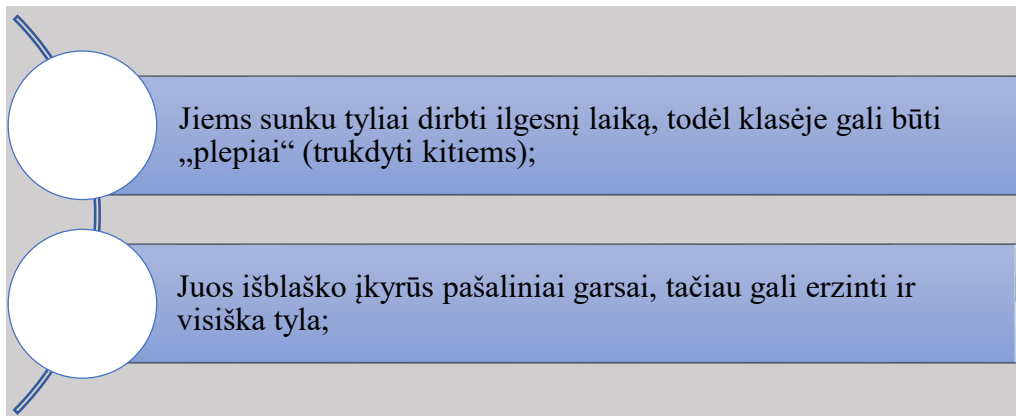 Jiems sunku tyliai dirbti ilgesnį laiką, todėl klasėje gali būti
„plepiai“ (trukdyti kitiems);
Juos išblaško įkyrūs pašaliniai garsai, tačiau gali erzinti ir
visiška tyla;